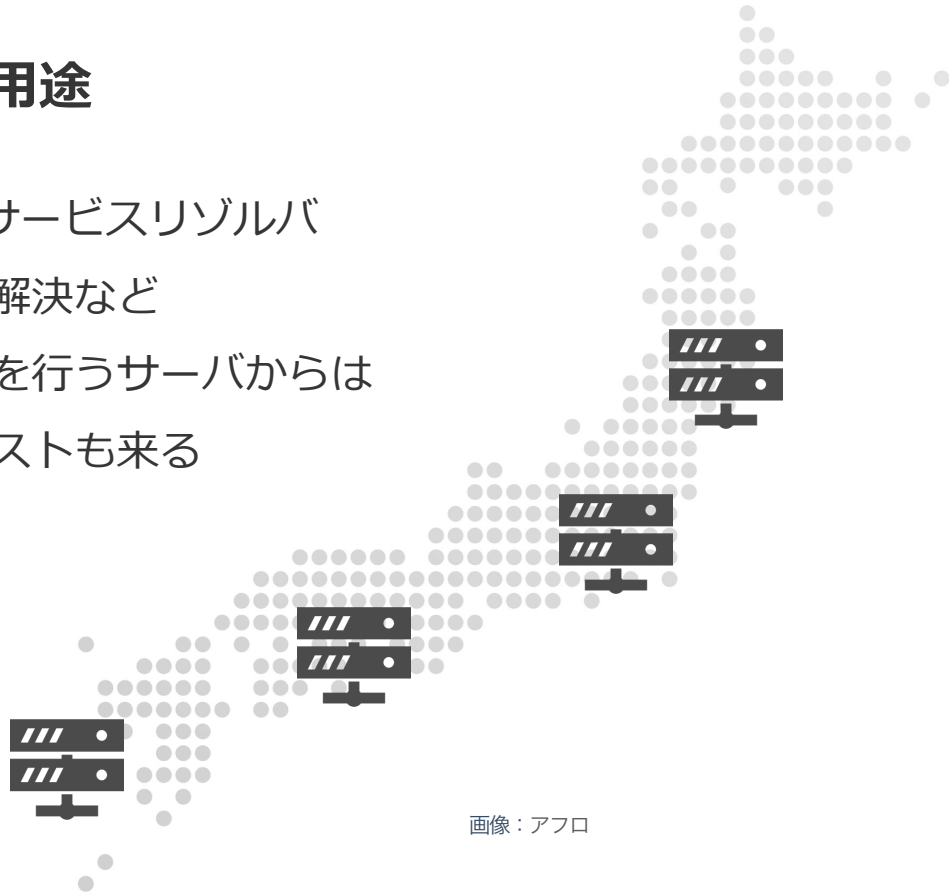 用途
サービスリゾルバ
解決など
を行うサーバからは
ストも来る
画像：アフロ